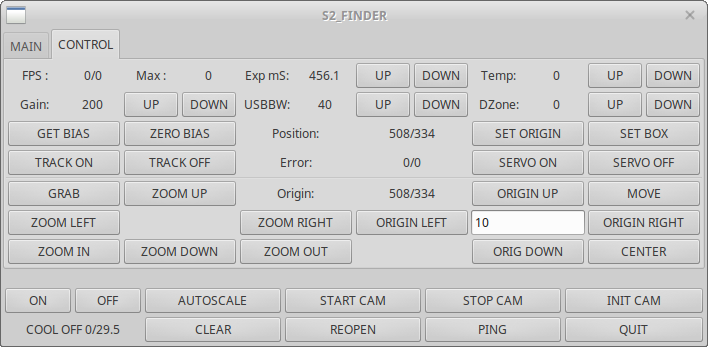 S2_FINDER
MAIN CONTROL
FPS : 0/0 Max : 0 Exp mS: 456.1 UP DOWN Temp: 0 UP DOWN
Gain: 200 UP DOWN USBBW: 40 UP DOWN DZone: 0 UP DOWN
GET BIAS ZERO BIAS Position: 508/334 SET ORIGIN SET BOX
TRACK ON TRACK OFF Error: 0/0 SERVO ON SERVO OFF
GRAB ZOOM UP Origin: 508/334 ORIGIN UP MOVE
ZOOM LEFT ZOOM RIGHT ORIGIN LEFT 10 ORIGIN RIGHT
ZOOM IN ZOOM DOWN ZOOM OUT ORIG DOWN CENTER
ON OFF AUTOSCALE START CAM STOP CAM INIT CAM
COOL OFF 0/29.5 CLEAR REOPEN PING QUIT